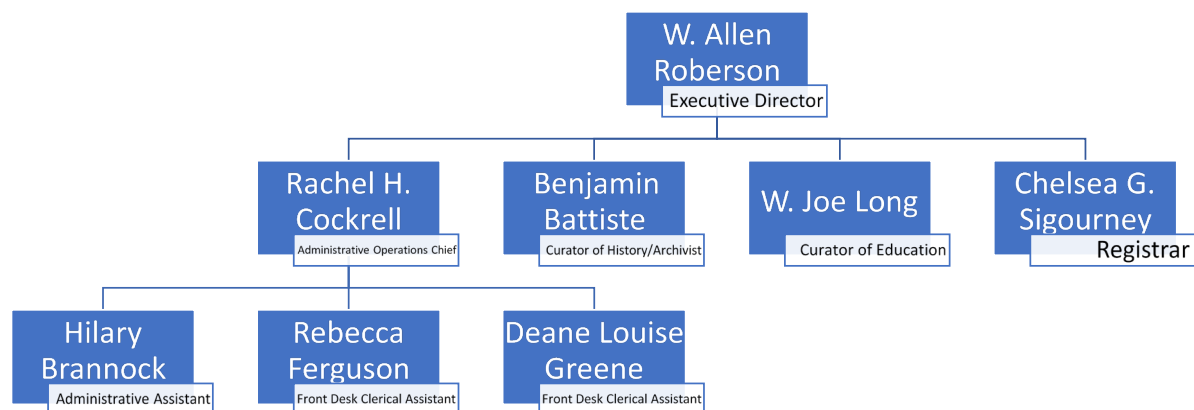 W. Allen
Roberson
Executive Director
Rachel H.
Cockrell
Administrative Operations Chief
Benjamin
Battiste
Curator of History/Archivist
W. Joe Long
Curator of Education
Chelsea G.
Sigourney
Registrar
Hilary
Brannock
Administrative Assistant
Rebecca
Ferguson
Front Desk Clerical Assistant
Deane Louise
Greene
Front Desk Clerical Assistant